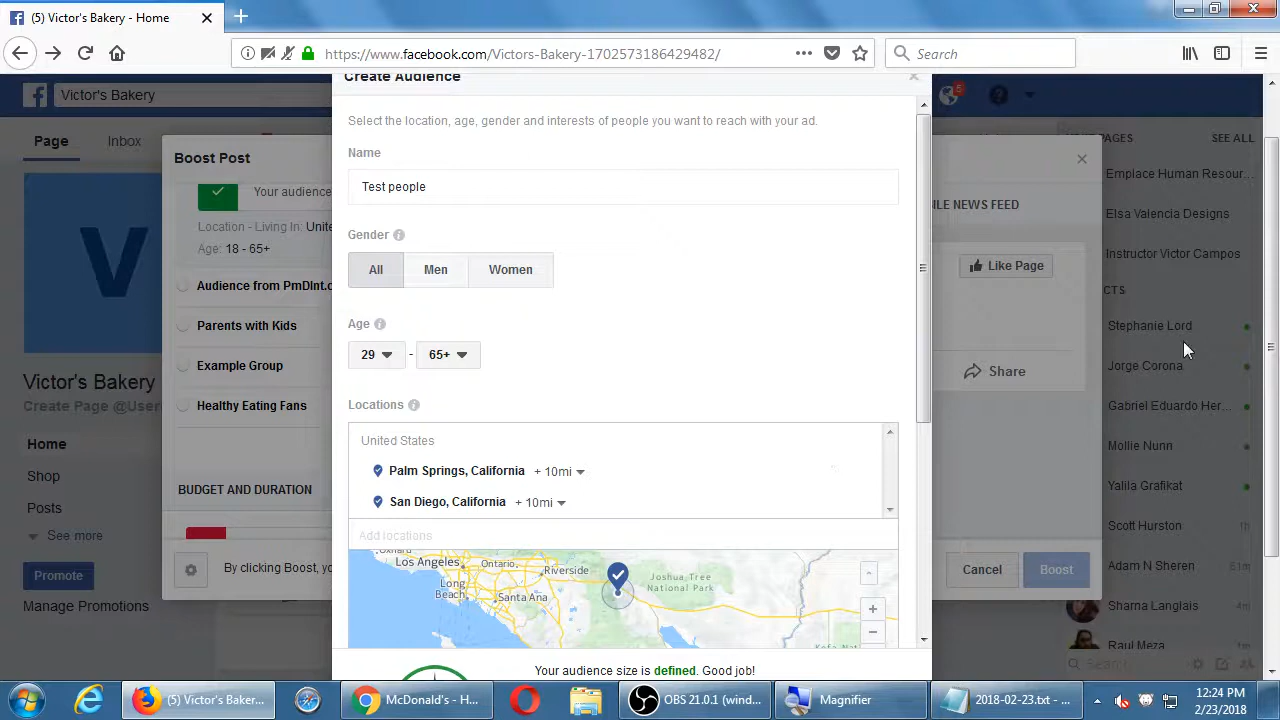 (5) Victor's Bakery - Home
https://www.facebook.com/Victors-Bakery-1702573186429482/
Search
Victor's Bakery
Create Audience
Page
Inbox
SEE ALL
Boost Post
Your audience
Location - Living In: Unite
Age: 18 - 65+
Audience from PmDInt.c
Parents with Kids
Example Group
Healthy Eating Fans
BUDGET AND DURATION
By clicking Boost, yo
V
Victor's Bakery
Create Page @User
Home
Shop
Posts
See more
Promote
Manage Promotions
Select the location, age, gender and interests of people you want to reach with your ad.
Name
Test people
Gender
All
Men
Women
Age
29
-
65+
Locations
United States
Palm Springs, California + 10mi
San Diego, California + 10mi
Add locations
Los Angeles
Ontario
Riverside
Long Beach
Santa Ana
Joshua Tree
National Park
Your audience size is defined. Good job!
NEWS FEED
Like Page
Share
Cancel
Boost
Emplace Human Resour...
Elsa Valencia Designs
Instructor Victor Campos
Stephanie Lord
Jorge Corona
Gabriel Eduardo Her...
Mollie Nunn
Yalila Grafikat
Scott Hurston
1h
Adam N Sheren
Sharna Langlais
4m
Raul Meza
1m
Search
(5) Victor's Baker...
McDonald's - H...
OBS 21.0.1 (wind...
Magnifier
2018-02-23.txt - ...
12:24 PM
2/23/2018